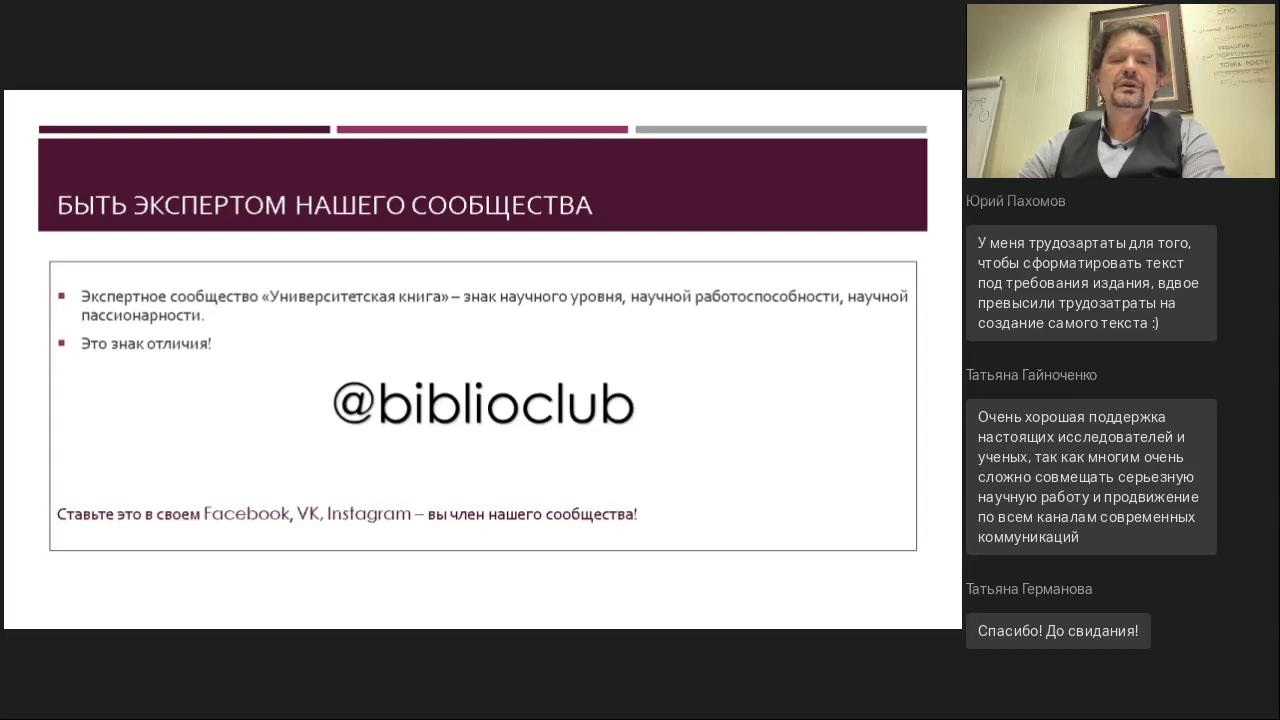 БЫТЬ ЭКСПЕРТОМ НАШЕГО СООБЩЕСТВА
Экспертное сообщество «Университетская книга» – знак научного уровня, научной работоспособности, научной
пассионарности.
Это знак отличия!
@biblioclub
Ставьте это в своем Facebook, VK, Instagram – вы член нашего сообщества!
ТОЧКА РОСТА
Юрий Пахомов
У меня трудозартаты для того,
чтобы сформатировать текст
под требования издания, вдвое
превысили трудозатраты на
создание самого текста :)
Татьяна Гайноченко
Очень хорошая поддержка
настоящих исследователей и
ученых, так как многим очень
сложно совмещать серьезную
научную работу и продвижение
по всем каналам современных
коммуникаций
Татьяна Германова
Спасибо! До свидания!